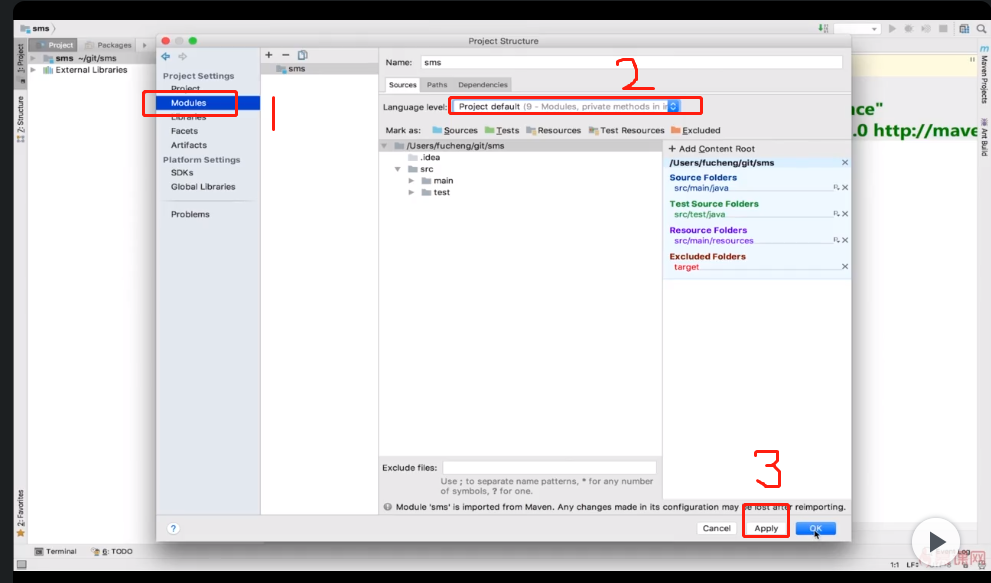 sms
Project Structure
Project
Packages
sms ~/git/sms
External Libraries
1: Project
2: Structure
2: Favorites
Project Settings
Project
Modules
Libraries
Facets
Artifacts
Platform Settings
SDKs
Global Libraries
Problems
sms
1
Name: sms
2
Sources Paths Dependencies
Language level: Project default (9 - Modules, private methods in i
Mark as: Sources Tests Resources Test Resources Excluded
/Users/fucheng/git/sms
.idea
src
main
test
+ Add Content Root
/Users/fucheng/git/sms
Source Folders
src/main/java
Test Source Folders
src/test/java
Resource Folders
src/main/resources
Excluded Folders
target
Exclude files:
Use ; to separate name patterns, * for any number
of symbols, ? for one.
3
Module 'sms' is imported from Maven. Any changes made in its configuration may be lost after reimporting.
? Cancel Apply OK
nce"
.0 http://mave
Maven Projects
Ant Build
Terminal 6: TODO
1:1 LF÷